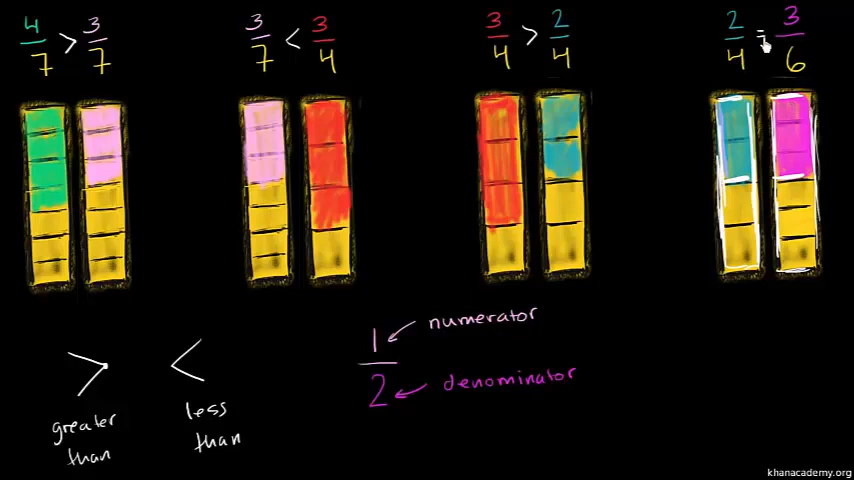 4/7 > 3/7
3/7 < 3/4
3/4 > 2/4
2/4 = 3/6
1/2
numerator
denominator
>
greater
than
<
less
than
khanacademy.org